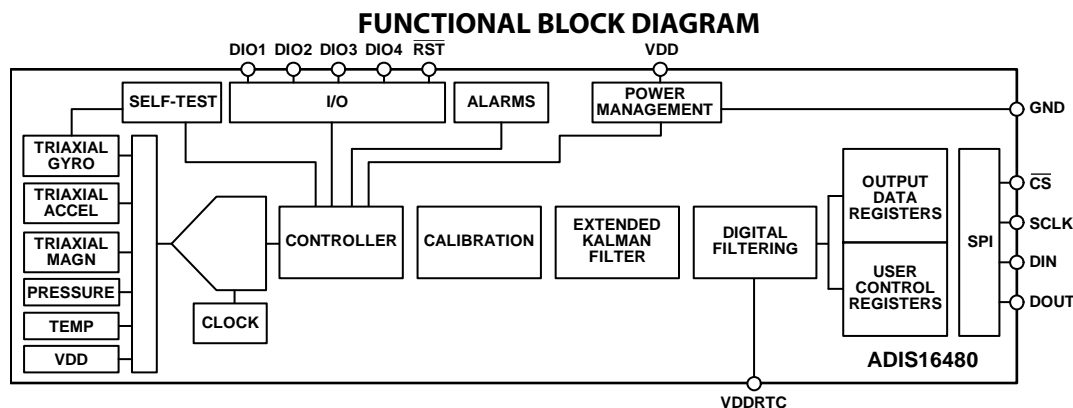 FUNCTIONAL BLOCK DIAGRAM
DIO1 DIO2 DIO3 DIO4 RST VDD
SELF-TEST
I/O
ALARMS
POWER
MANAGEMENT
GND
TRIAXIAL
GYRO
TRIAXIAL
ACCEL
TRIAXIAL
MAGN
PRESSURE
TEMP
VDD
CLOCK
CONTROLLER
CALIBRATION
EXTENDED
KALMAN
FILTER
DIGITAL
FILTERING
OUTPUT
DATA
REGISTERS
USER
CONTROL
REGISTERS
SPI
CS
SCLK
DIN
DOUT
ADIS16480
VDDRTC